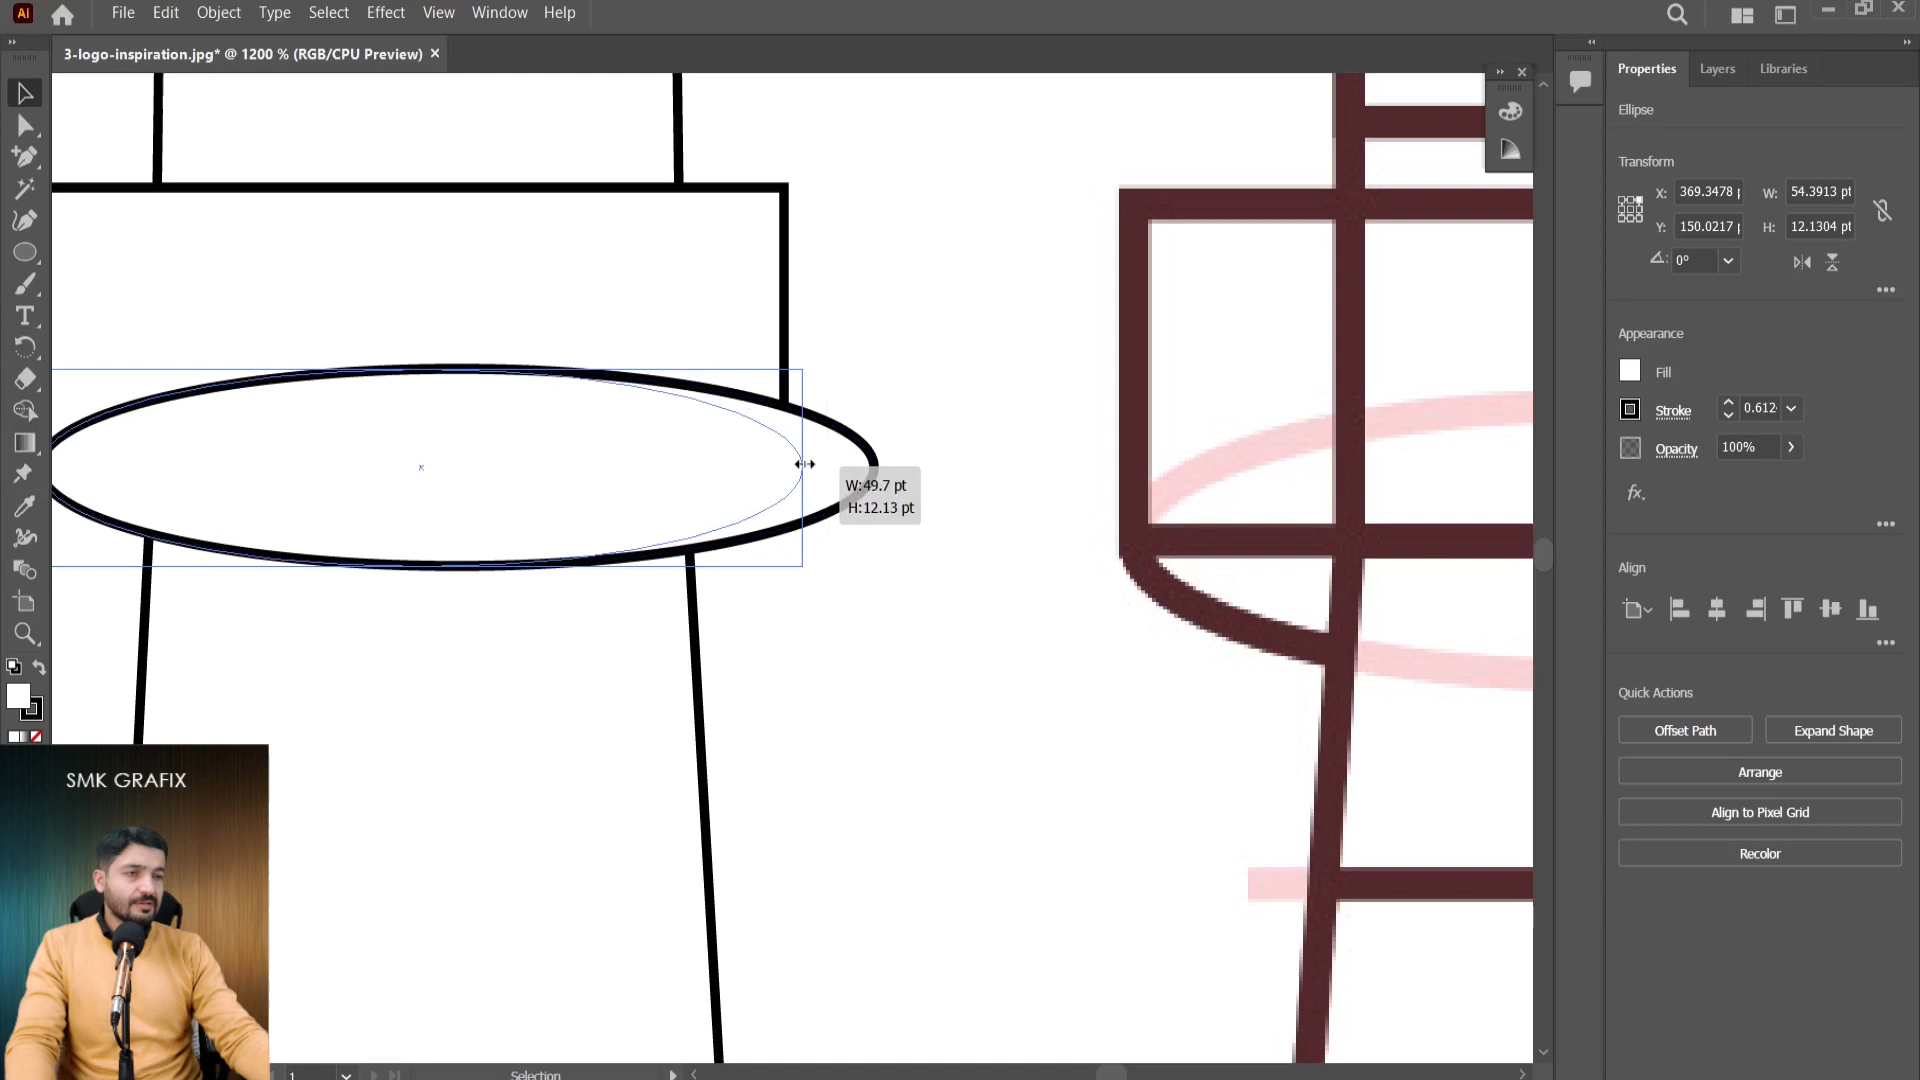 Ai File Edit Object Type Select Effect View Window Help
3-logo-inspiration.jpg* @ 1200 % (RGB/CPU Preview) ×
Properties Layers Libraries
Ellipse
Transform
X: 369.3478 W: 54.3913 pt
Y: 150.0217 H: 12.1304 pt
0°
Appearance
Fill
Stroke 0.612
Opacity 100%
fx.
Align
Quick Actions
Offset Path Expand Shape
Arrange
Align to Pixel Grid
Recolor
W:49.7 pt
H:12.13 pt
SMK GRAFIX
1 Selection